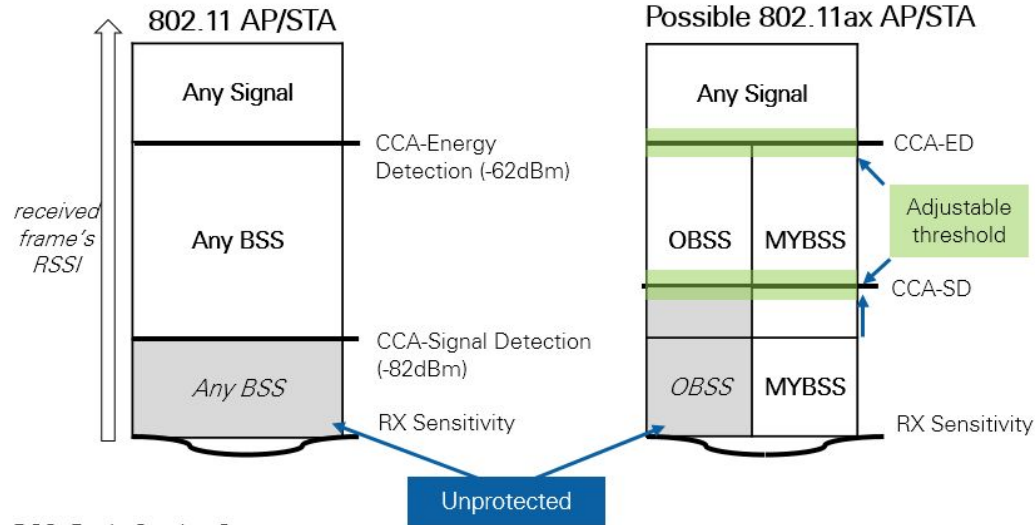 802.11 AP/STA
Any Signal
CCA-Energy
Detection (-62dBm)
received
frame's
RSSI
Any BSS
CCA-Signal Detection
(-82dBm)
Any BSS
RX Sensitivity
Possible 802.11ax AP/STA
Any Signal
CCA-ED
Adjustable
threshold
OBSS
MYBSS
CCA-SD
OBSS
MYBSS
RX Sensitivity
Unprotected